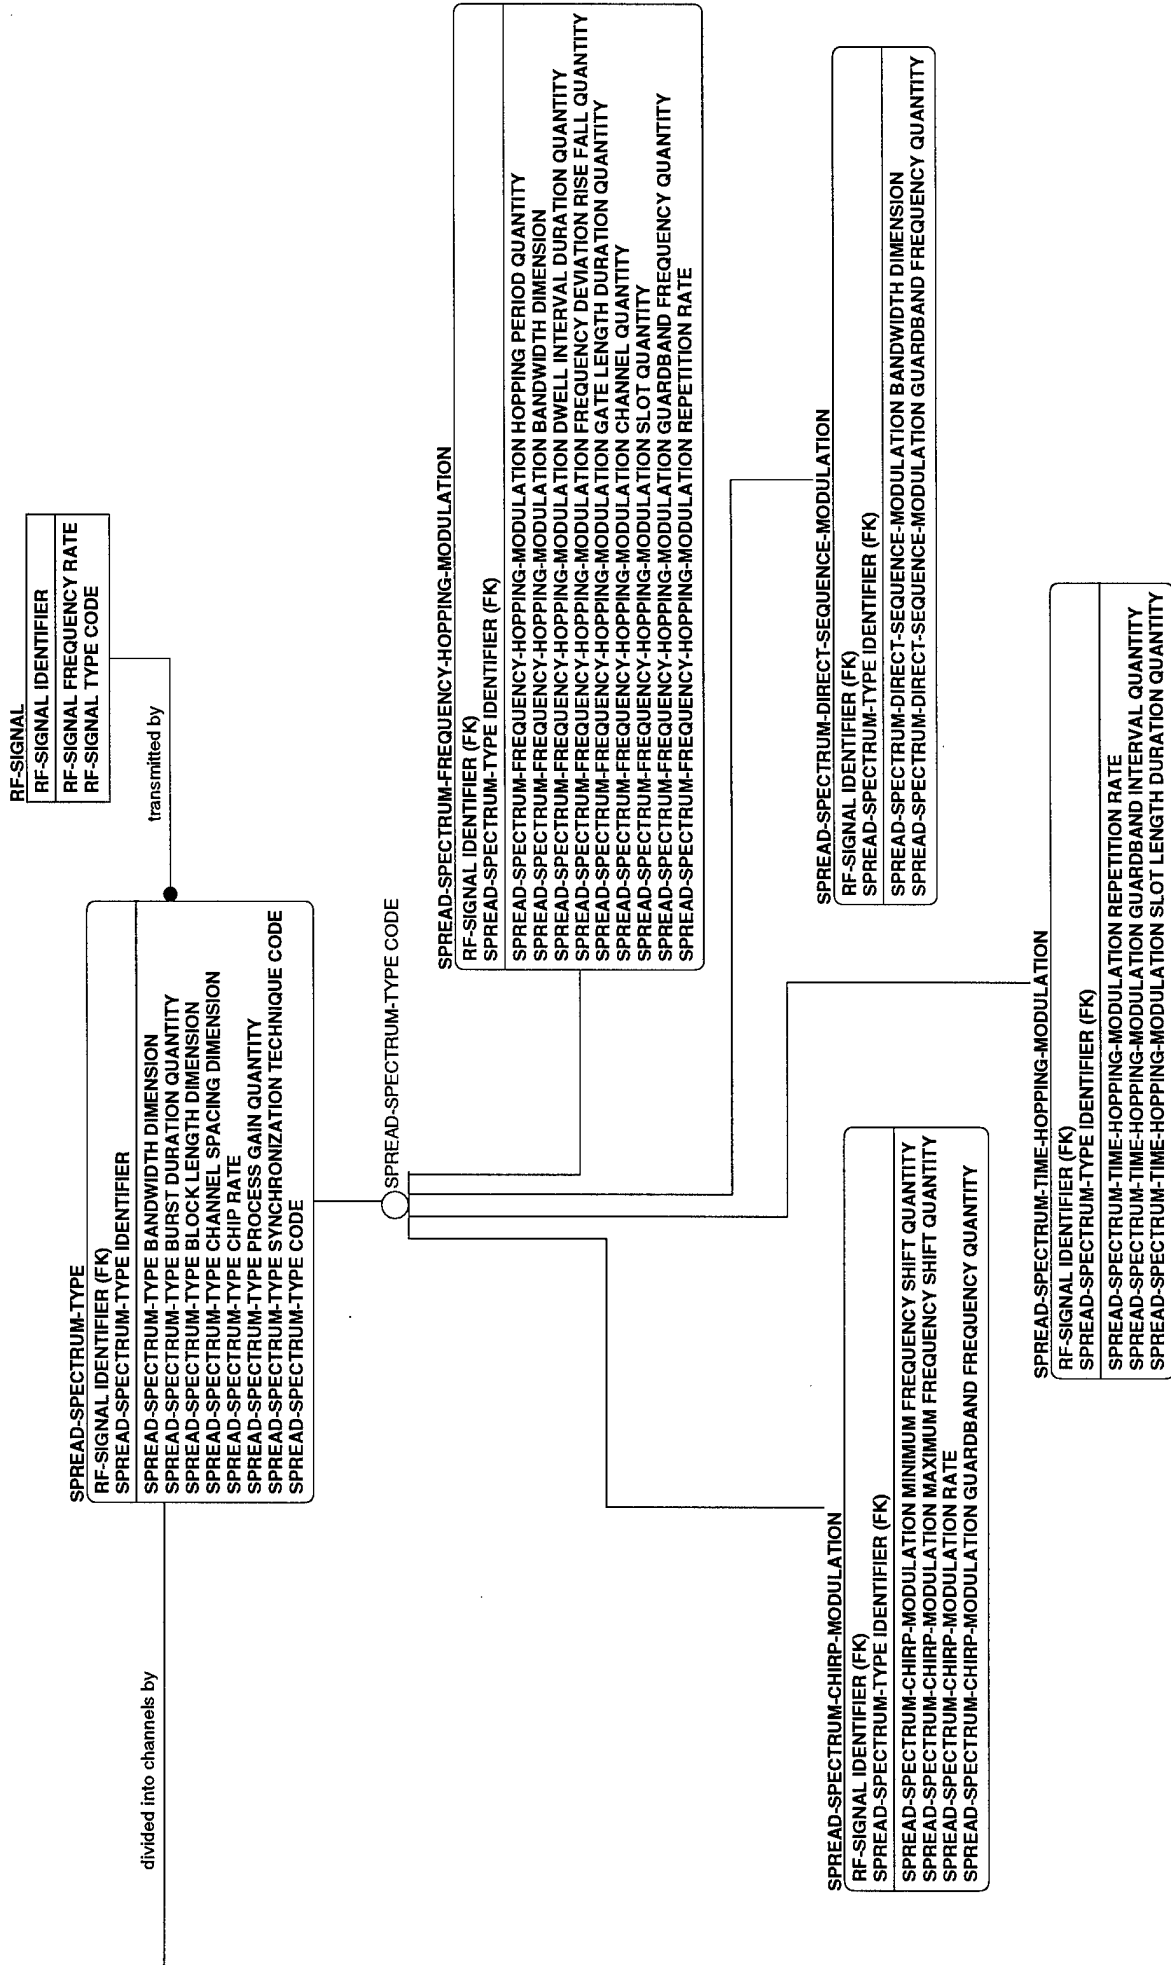 RF-SIGNAL
RF-SIGNAL IDENTIFIER
RF-SIGNAL FREQUENCY RATE
RF-SIGNAL TYPE CODE
transmitted by
divided into channels by
SPREAD-SPECTRUM-TYPE
RF-SIGNAL IDENTIFIER (FK)
SPREAD-SPECTRUM-TYPE IDENTIFIER
SPREAD-SPECTRUM-TYPE BANDWIDTH DIMENSION
SPREAD-SPECTRUM-TYPE BURST DURATION QUANTITY
SPREAD-SPECTRUM-TYPE BLOCK LENGTH DIMENSION
SPREAD-SPECTRUM-TYPE CHANNEL SPACING DIMENSION
SPREAD-SPECTRUM-TYPE CHIP RATE
SPREAD-SPECTRUM-TYPE PROCESS GAIN QUANTITY
SPREAD-SPECTRUM-TYPE SYNCHRONIZATION TECHNIQUE CODE
SPREAD-SPECTRUM-TYPE CODE
SPREAD-SPECTRUM-TYPE CODE
SPREAD-SPECTRUM-FREQUENCY-HOPPING-MODULATION
RF-SIGNAL IDENTIFIER (FK)
SPREAD-SPECTRUM-TYPE IDENTIFIER (FK)
SPREAD-SPECTRUM-FREQUENCY-HOPPING-MODULATION HOPPING PERIOD QUANTITY
SPREAD-SPECTRUM-FREQUENCY-HOPPING-MODULATION BANDWIDTH DIMENSION
SPREAD-SPECTRUM-FREQUENCY-HOPPING-MODULATION DWELL INTERVAL DURATION QUANTITY
SPREAD-SPECTRUM-FREQUENCY-HOPPING-MODULATION FREQUENCY DEVIATION RISE FALL QUANTITY
SPREAD-SPECTRUM-FREQUENCY-HOPPING-MODULATION GATE LENGTH DURATION QUANTITY
SPREAD-SPECTRUM-FREQUENCY-HOPPING-MODULATION CHANNEL QUANTITY
SPREAD-SPECTRUM-FREQUENCY-HOPPING-MODULATION SLOT QUANTITY
SPREAD-SPECTRUM-FREQUENCY-HOPPING-MODULATION GUARDBAND FREQUENCY QUANTITY
SPREAD-SPECTRUM-FREQUENCY-HOPPING-MODULATION REPETITION RATE
SPREAD-SPECTRUM-CHIRP-MODULATION
RF-SIGNAL IDENTIFIER (FK)
SPREAD-SPECTRUM-TYPE IDENTIFIER (FK)
SPREAD-SPECTRUM-CHIRP-MODULATION MINIMUM FREQUENCY SHIFT QUANTITY
SPREAD-SPECTRUM-CHIRP-MODULATION MAXIMUM FREQUENCY SHIFT QUANTITY
SPREAD-SPECTRUM-CHIRP-MODULATION RATE
SPREAD-SPECTRUM-CHIRP-MODULATION GUARDBAND FREQUENCY QUANTITY
SPREAD-SPECTRUM-DIRECT-SEQUENCE-MODULATION
RF-SIGNAL IDENTIFIER (FK)
SPREAD-SPECTRUM-TYPE IDENTIFIER (FK)
SPREAD-SPECTRUM-DIRECT-SEQUENCE-MODULATION BANDWIDTH DIMENSION
SPREAD-SPECTRUM-DIRECT-SEQUENCE-MODULATION GUARDBAND FREQUENCY QUANTITY
SPREAD-SPECTRUM-TIME-HOPPING-MODULATION
RF-SIGNAL IDENTIFIER (FK)
SPREAD-SPECTRUM-TYPE IDENTIFIER (FK)
SPREAD-SPECTRUM-TIME-HOPPING-MODULATION REPETITION RATE
SPREAD-SPECTRUM-TIME-HOPPING-MODULATION GUARDBAND INTERVAL QUANTITY
SPREAD-SPECTRUM-TIME-HOPPING-MODULATION SLOT LENGTH DURATION QUANTITY